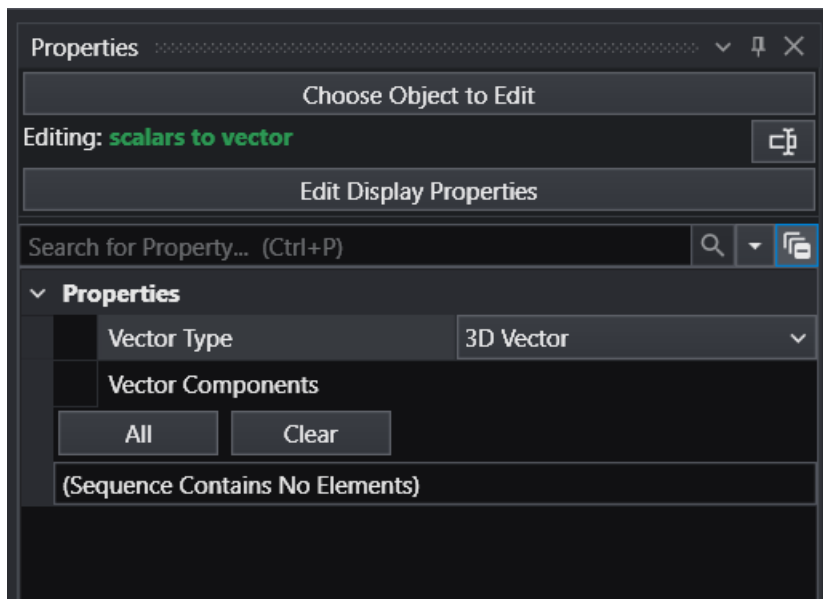 Properties
Choose Object to Edit
Editing: scalars to vector
Edit Display Properties
Search for Property... (Ctrl+P)
Properties
Vector Type 3D Vector
Vector Components
All Clear
(Sequence Contains No Elements)